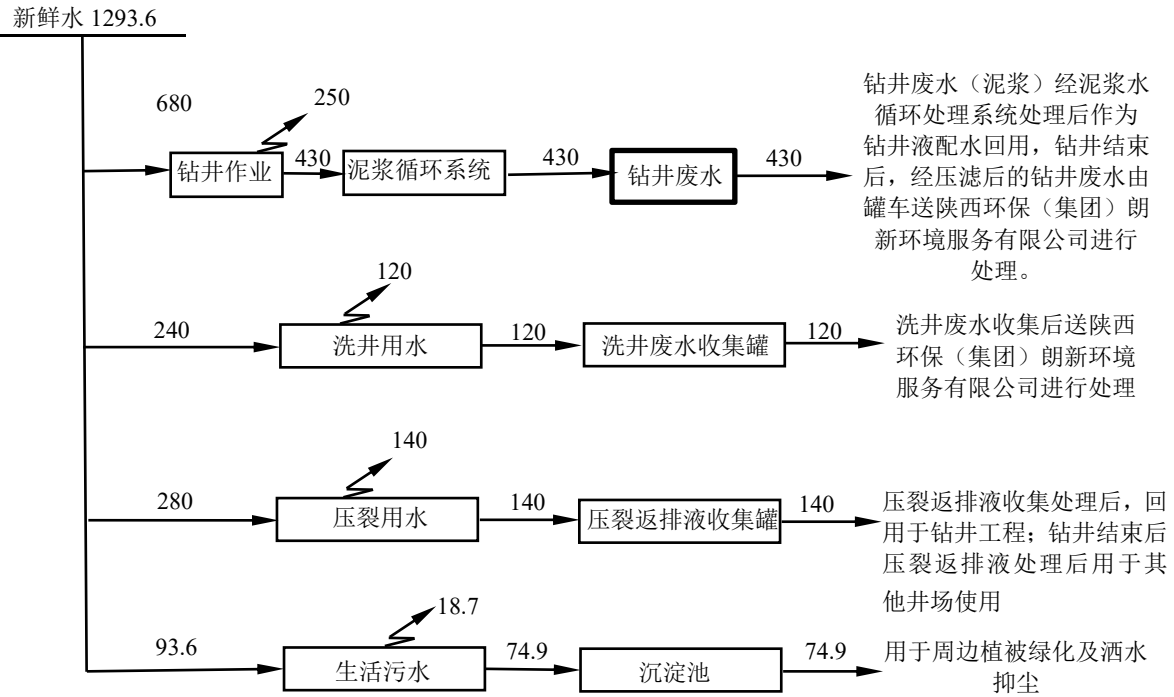 新鲜水 1293.6
680
250
钻井作业
430
泥浆循环系统
430
钻井废水
430
钻井废水（泥浆）经泥浆水
循环处理系统处理后作为
钻井液配水回用，钻井结束
后，经压滤后的钻井废水由
罐车送陕西环保（集团）朗
新环境服务有限公司进行
处理。
240
120
洗井用水
120
洗井废水收集罐
120
洗井废水收集后送陕西
环保（集团）朗新环境
服务有限公司进行处理
280
140
压裂用水
140
压裂返排液收集罐
140
压裂返排液收集处理后，回
用于钻井工程；钻井结束后
压裂返排液处理后用于其
他井场使用
93.6
18.7
生活污水
74.9
沉淀池
74.9
用于周边植被绿化及洒水
抑尘